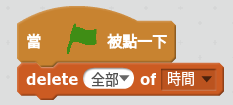 當 被點一下
delete 全部 of 時間